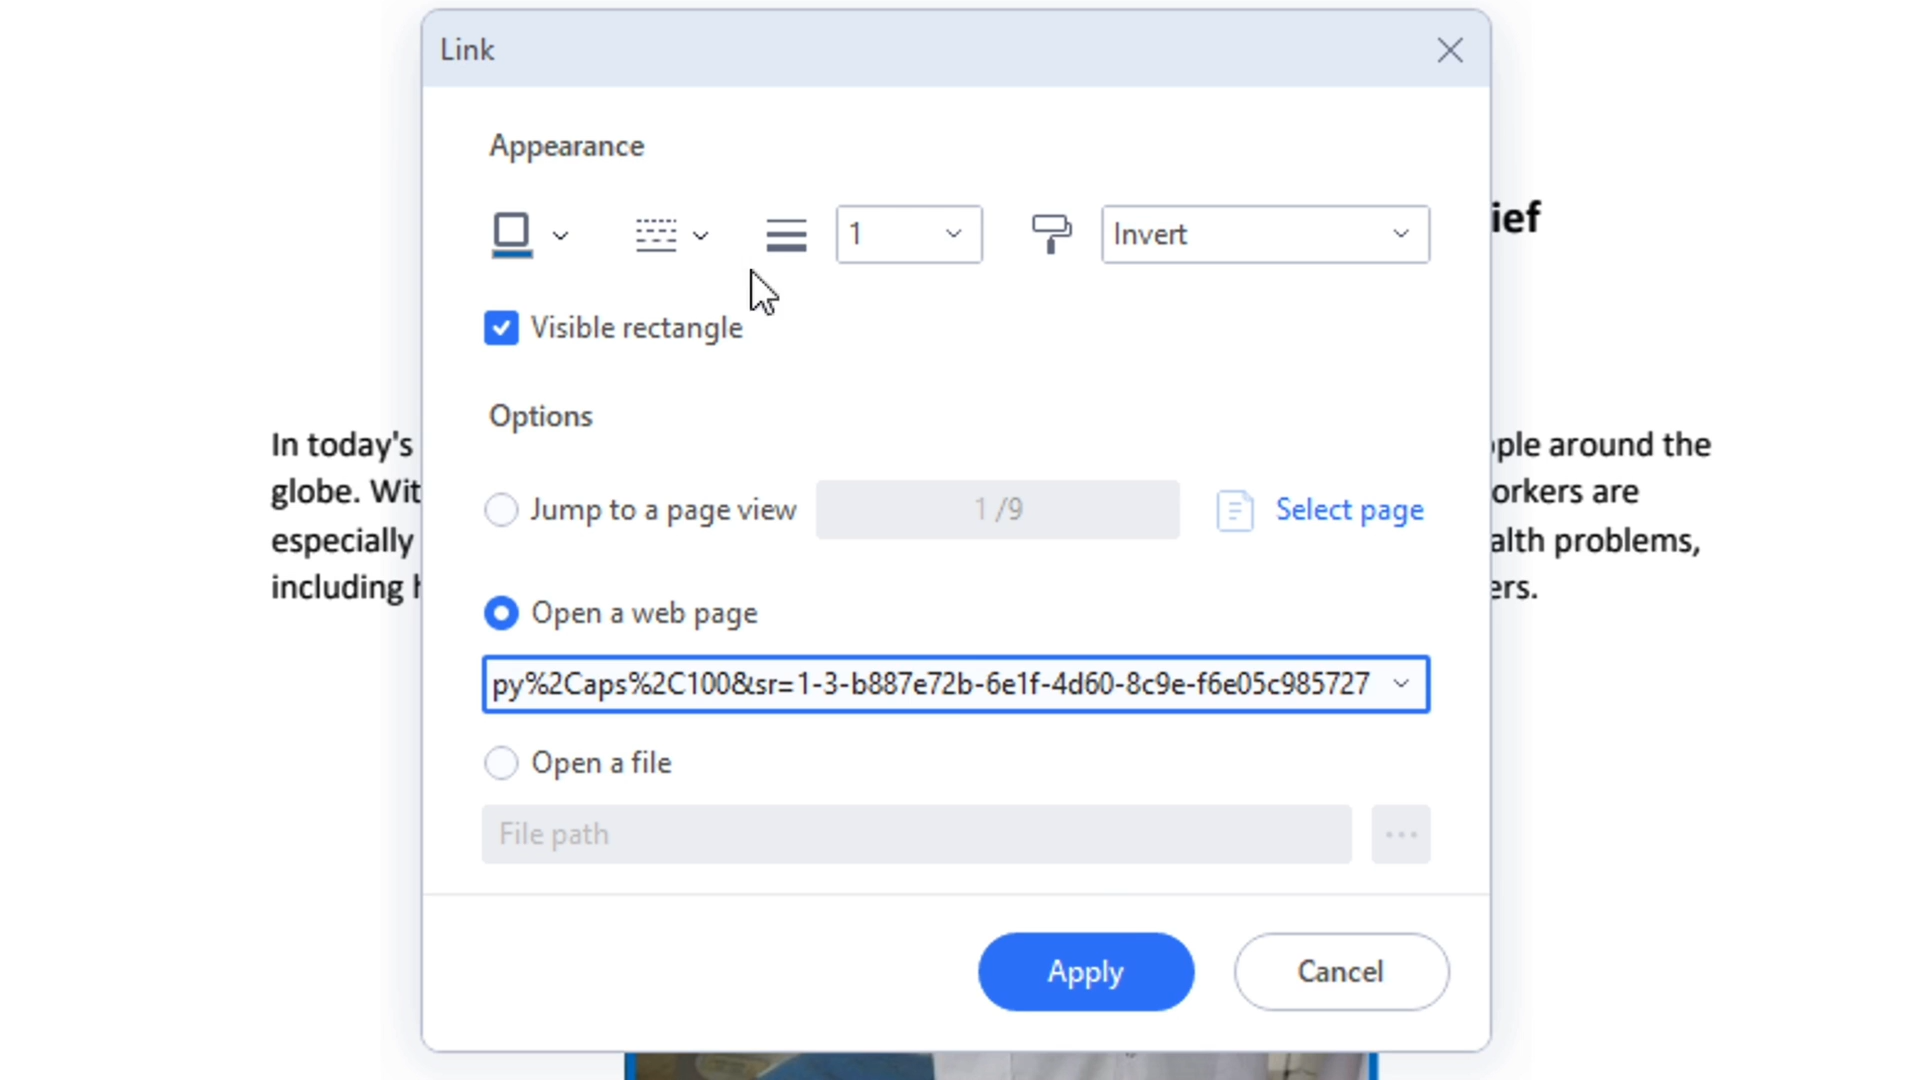 Link
Appearance
1
Invert
Visible rectangle
Options
Jump to a page view
1 /9
Select page
Open a web page
py%2Caps%2C100&sr=1-3-b887e72b-6e1f-4d60-8c9e-f6e05c985727
Open a file
File path
...
Apply
Cancel
ief
In today's
ple around the
globe. Wit
orkers are
especially
alth problems,
including
ers.